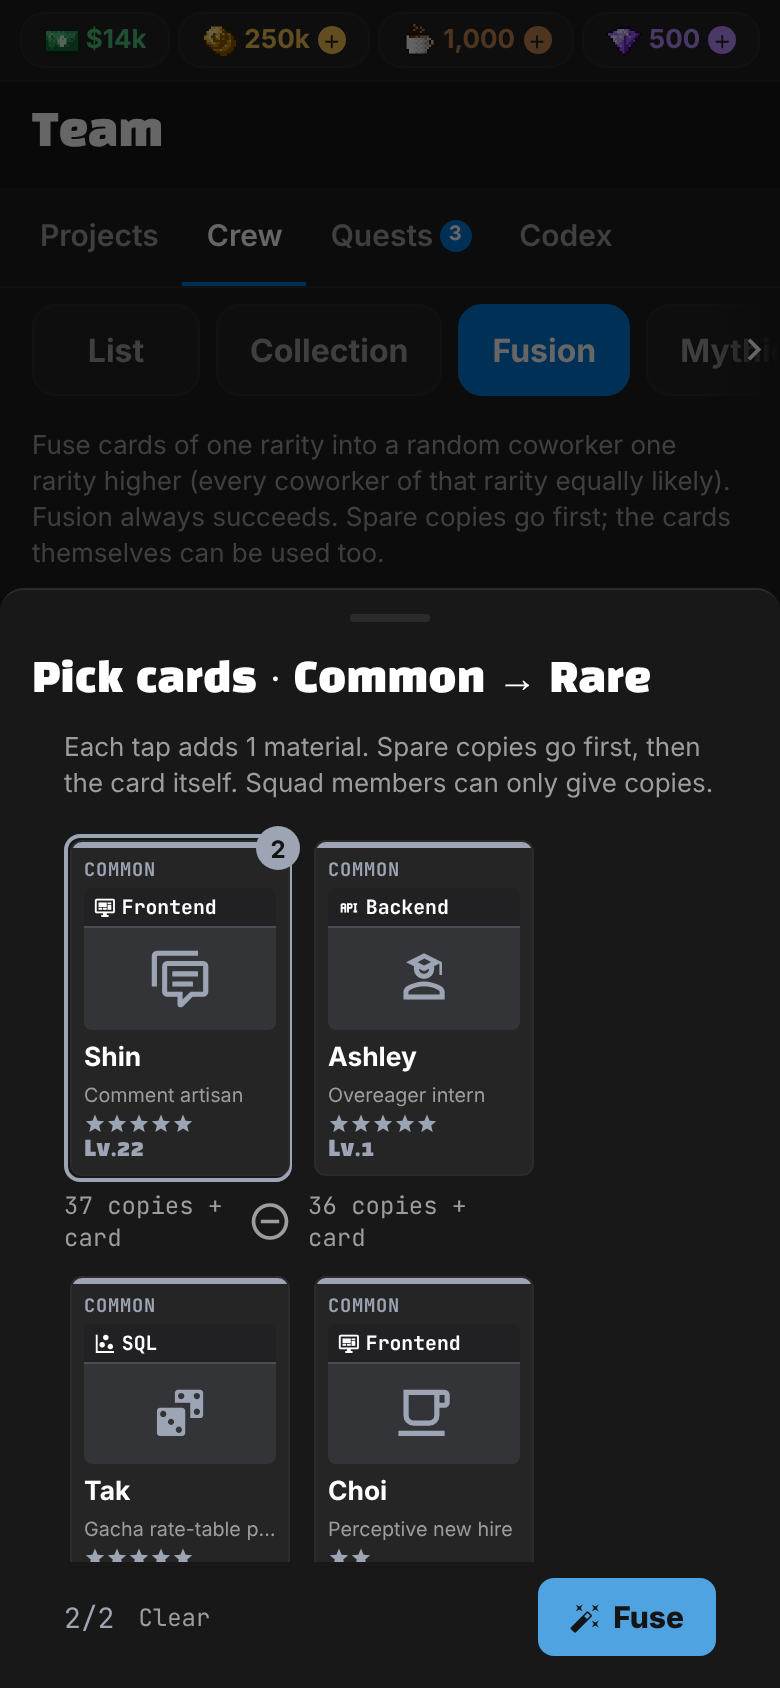 $14k 250k 1,000 500
Team
Projects Crew Quests 3 Codex
List Collection Fusion
Fuse cards of one rarity into a random coworker one
rarity higher (every coworker of that rarity equally likely).
Fusion always succeeds. Spare copies go first; the cards
themselves can be used too.
Pick cards · Common → Rare
Each tap adds 1 material. Spare copies go first, then
the card itself. Squad members can only give copies.
2
COMMON
Frontend
Shin
Comment artisan
★★★★★
Lv.22
37 copies +
card
COMMON
API Backend
Ashley
Overeager intern
★★★★★
Lv.1
36 copies +
card
COMMON
SQL
Tak
Gacha rate-table p...
★★★★★
COMMON
Frontend
Choi
Perceptive new hire
★★
2/2 Clear
Fuse